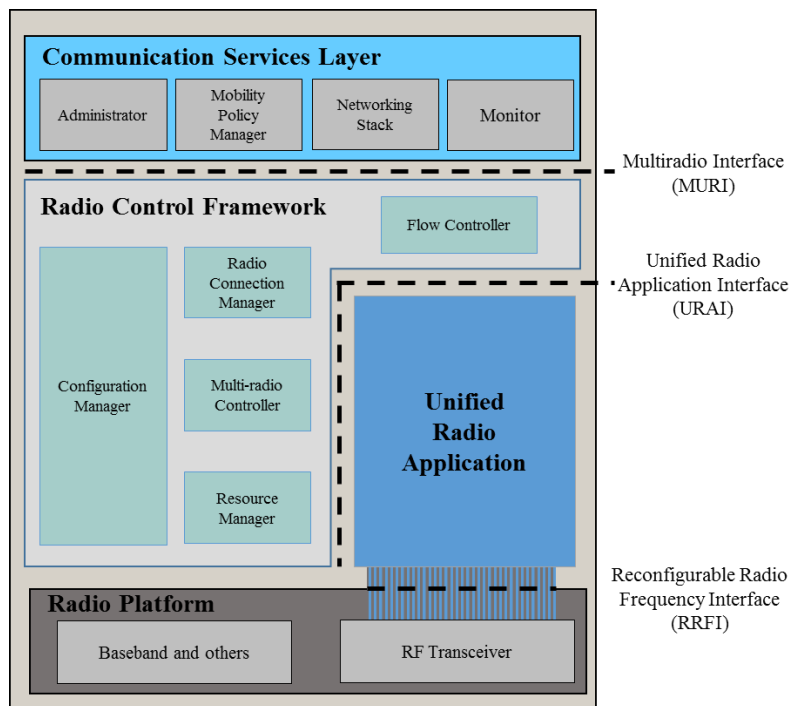 Communication Services Layer
Administrator
Mobility
Policy
Manager
Networking
Stack
Monitor
Multiradio Interface
(MURI)
Radio Control Framework
Flow Controller
Unified Radio
Application Interface
(URAI)
Radio
Connection
Manager
Configuration
Manager
Multi-radio
Controller
Resource
Manager
Unified
Radio
Application
Reconfigurable Radio
Frequency Interface
(RRFI)
Radio Platform
Baseband and others
RF Transceiver